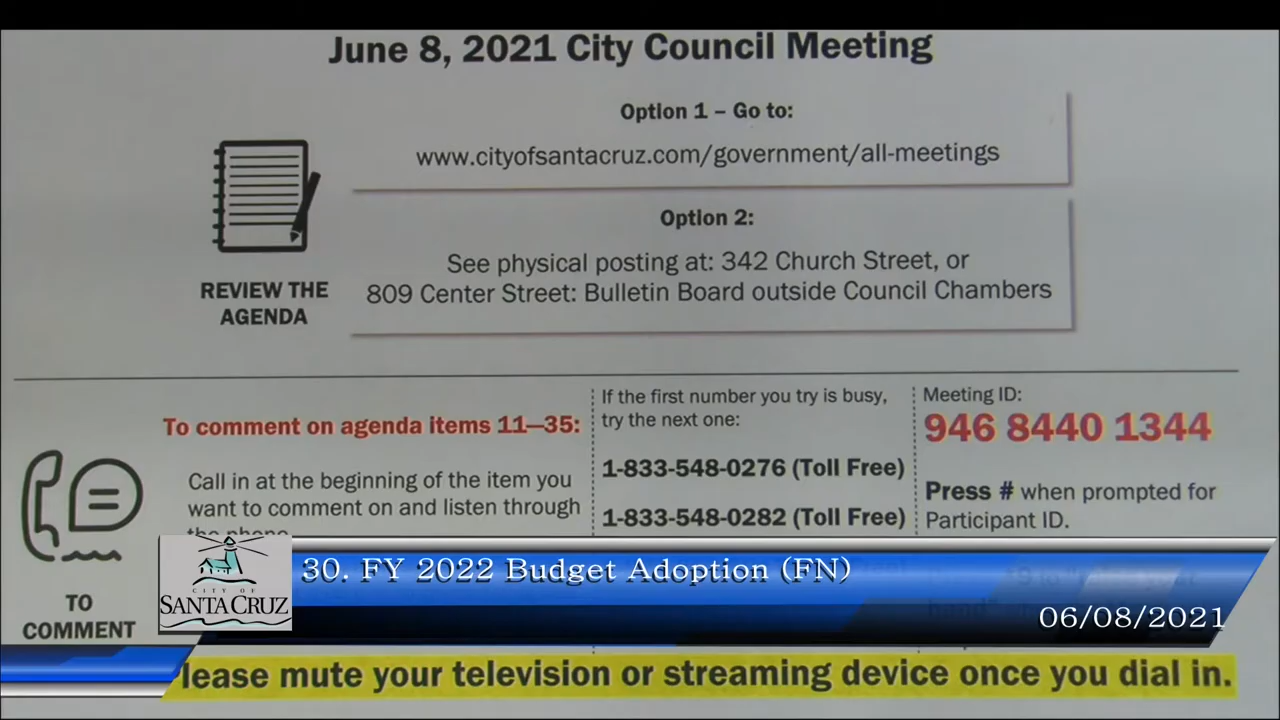 June 8, 2021 City Council Meeting
Option 1 – Go to:
www.cityofsantacruz.com/government/all-meetings
Option 2:
See physical posting at: 342 Church Street, or
809 Center Street: Bulletin Board outside Council Chambers
REVIEW THE
AGENDA
To comment on agenda items 11—35:
Call in at the beginning of the item you
want to comment on and listen through
the phone
If the first number you try is busy,
try the next one:
1-833-548-0276 (Toll Free)
1-833-548-0282 (Toll Free)
Meeting ID:
946 8440 1344
Press # when prompted for
Participant ID.
TO
COMMENT
CITY OF
SANTA CRUZ
30. FY 2022 Budget Adoption (FN)
06/08/2021
Please mute your television or streaming device once you dial in.